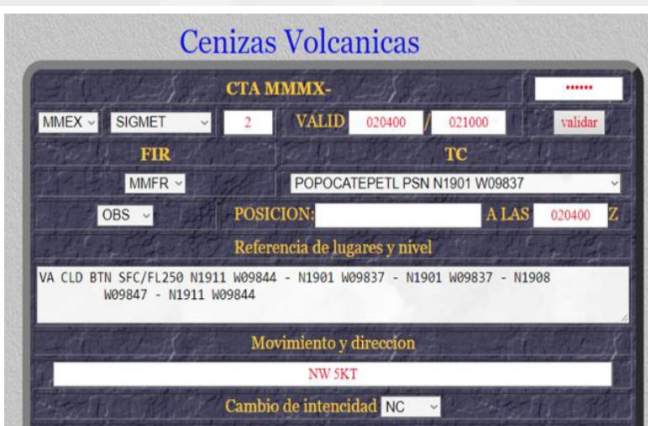 Cenizas Volcanicas
CTA MMMX- ••••••
MMEX SIGMET 2 VALID 020400 / 021000 validar
FIR TC
MMFR POPOCATEPETL PSN N1901 W09837
OBS POSICION: A LAS 020400 Z
Referencia de lugares y nivel
VA CLD BTN SFC/FL250 N1911 W09844 - N1901 W09837 - N1901 W09837 - N1908
W09847 - N1911 W09844
Movimiento y direccion
NW 5KT
Cambio de intencidad NC